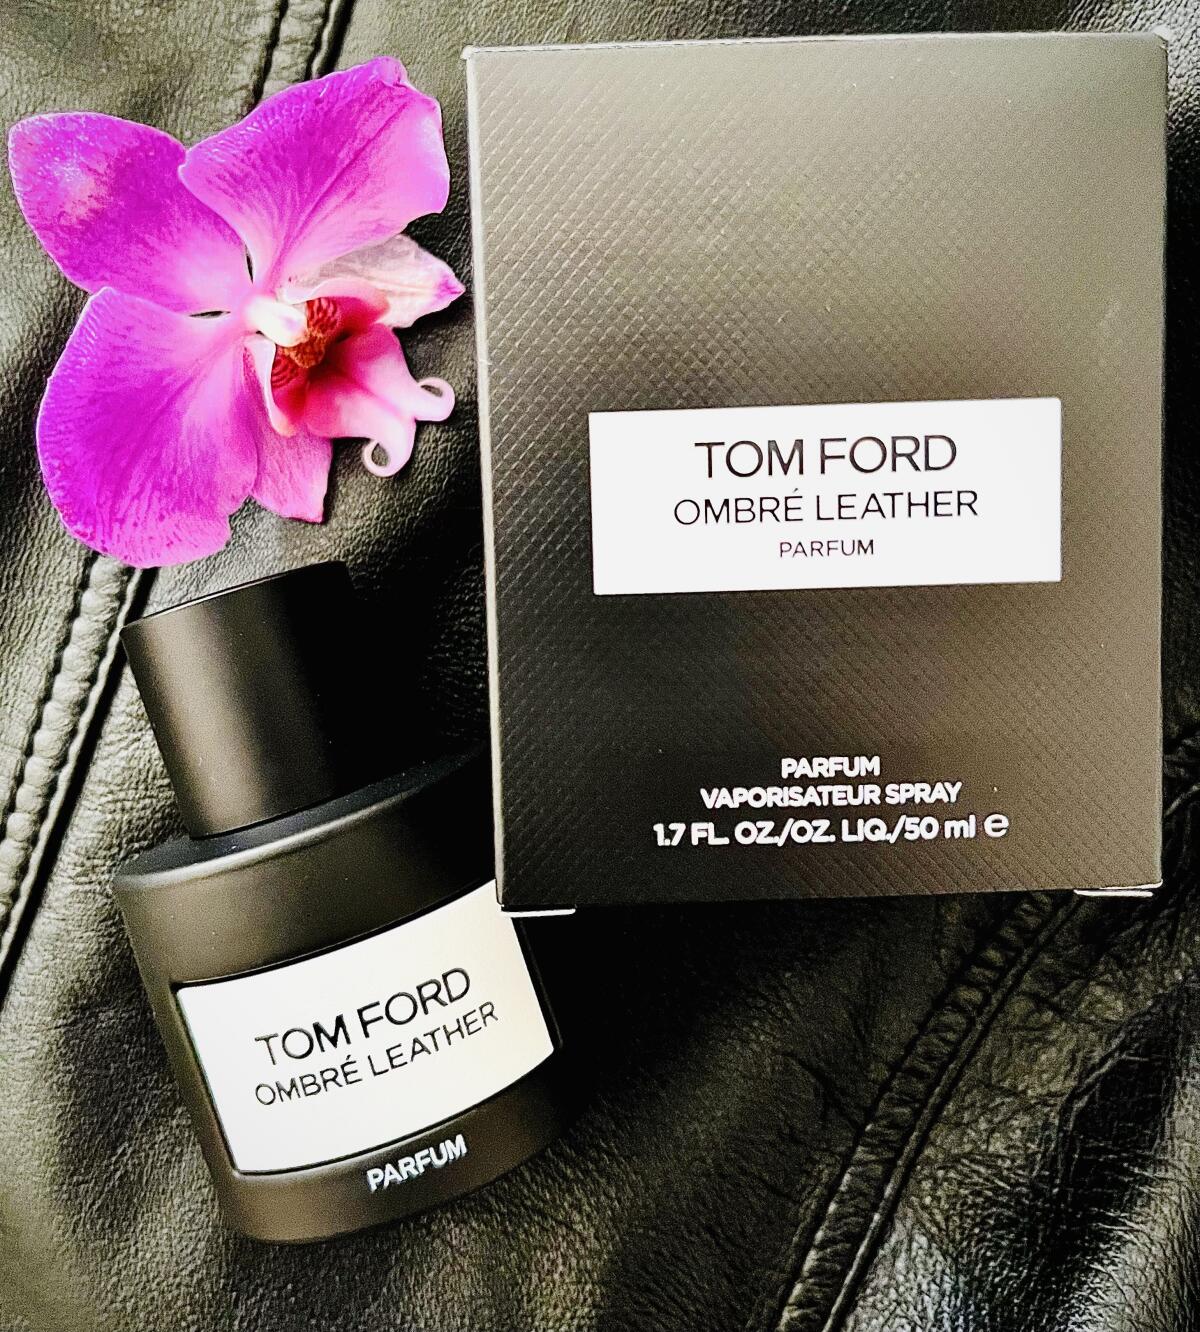 TOM FORD
OMBRÉ LEATHER
PARFUM
PARFUM
VAPORISATEUR SPRAY
1.7 FL. OZ./OZ. LIQ./50 ml ℮
TOM FORD
OMBRÉ LEATHER
PARFUM